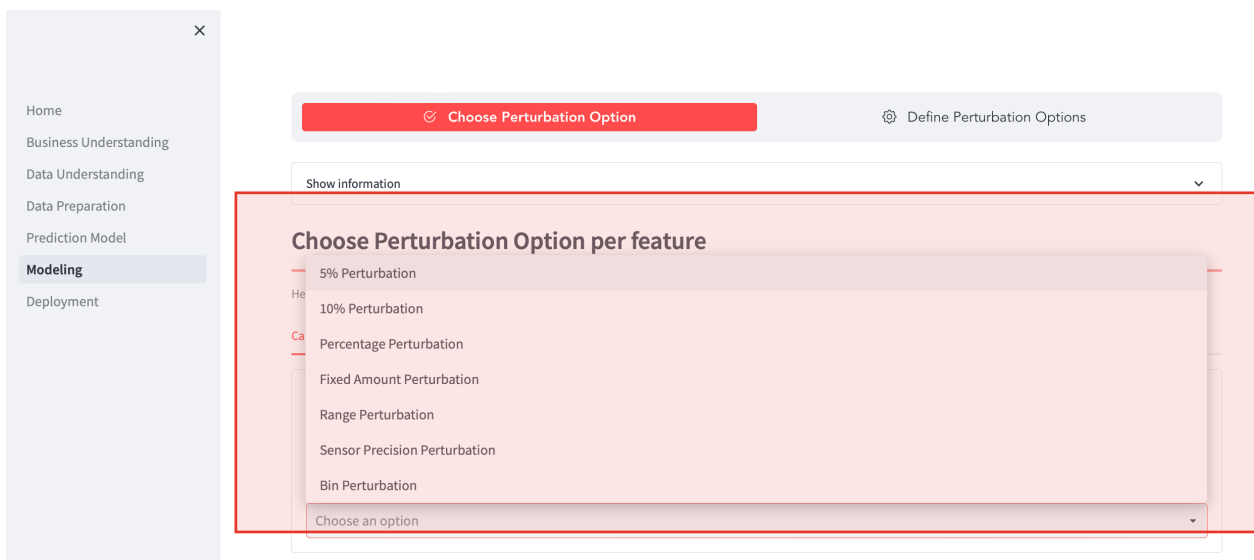 Home
Business Understanding
Data Understanding
Data Preparation
Prediction Model
Modeling
Deployment
Choose Perturbation Option
Define Perturbation Options
Show information
Choose Perturbation Option per feature
5% Perturbation
He
10% Perturbation
Ca
Percentage Perturbation
Fixed Amount Perturbation
Range Perturbation
Sensor Precision Perturbation
Bin Perturbation
Choose an option